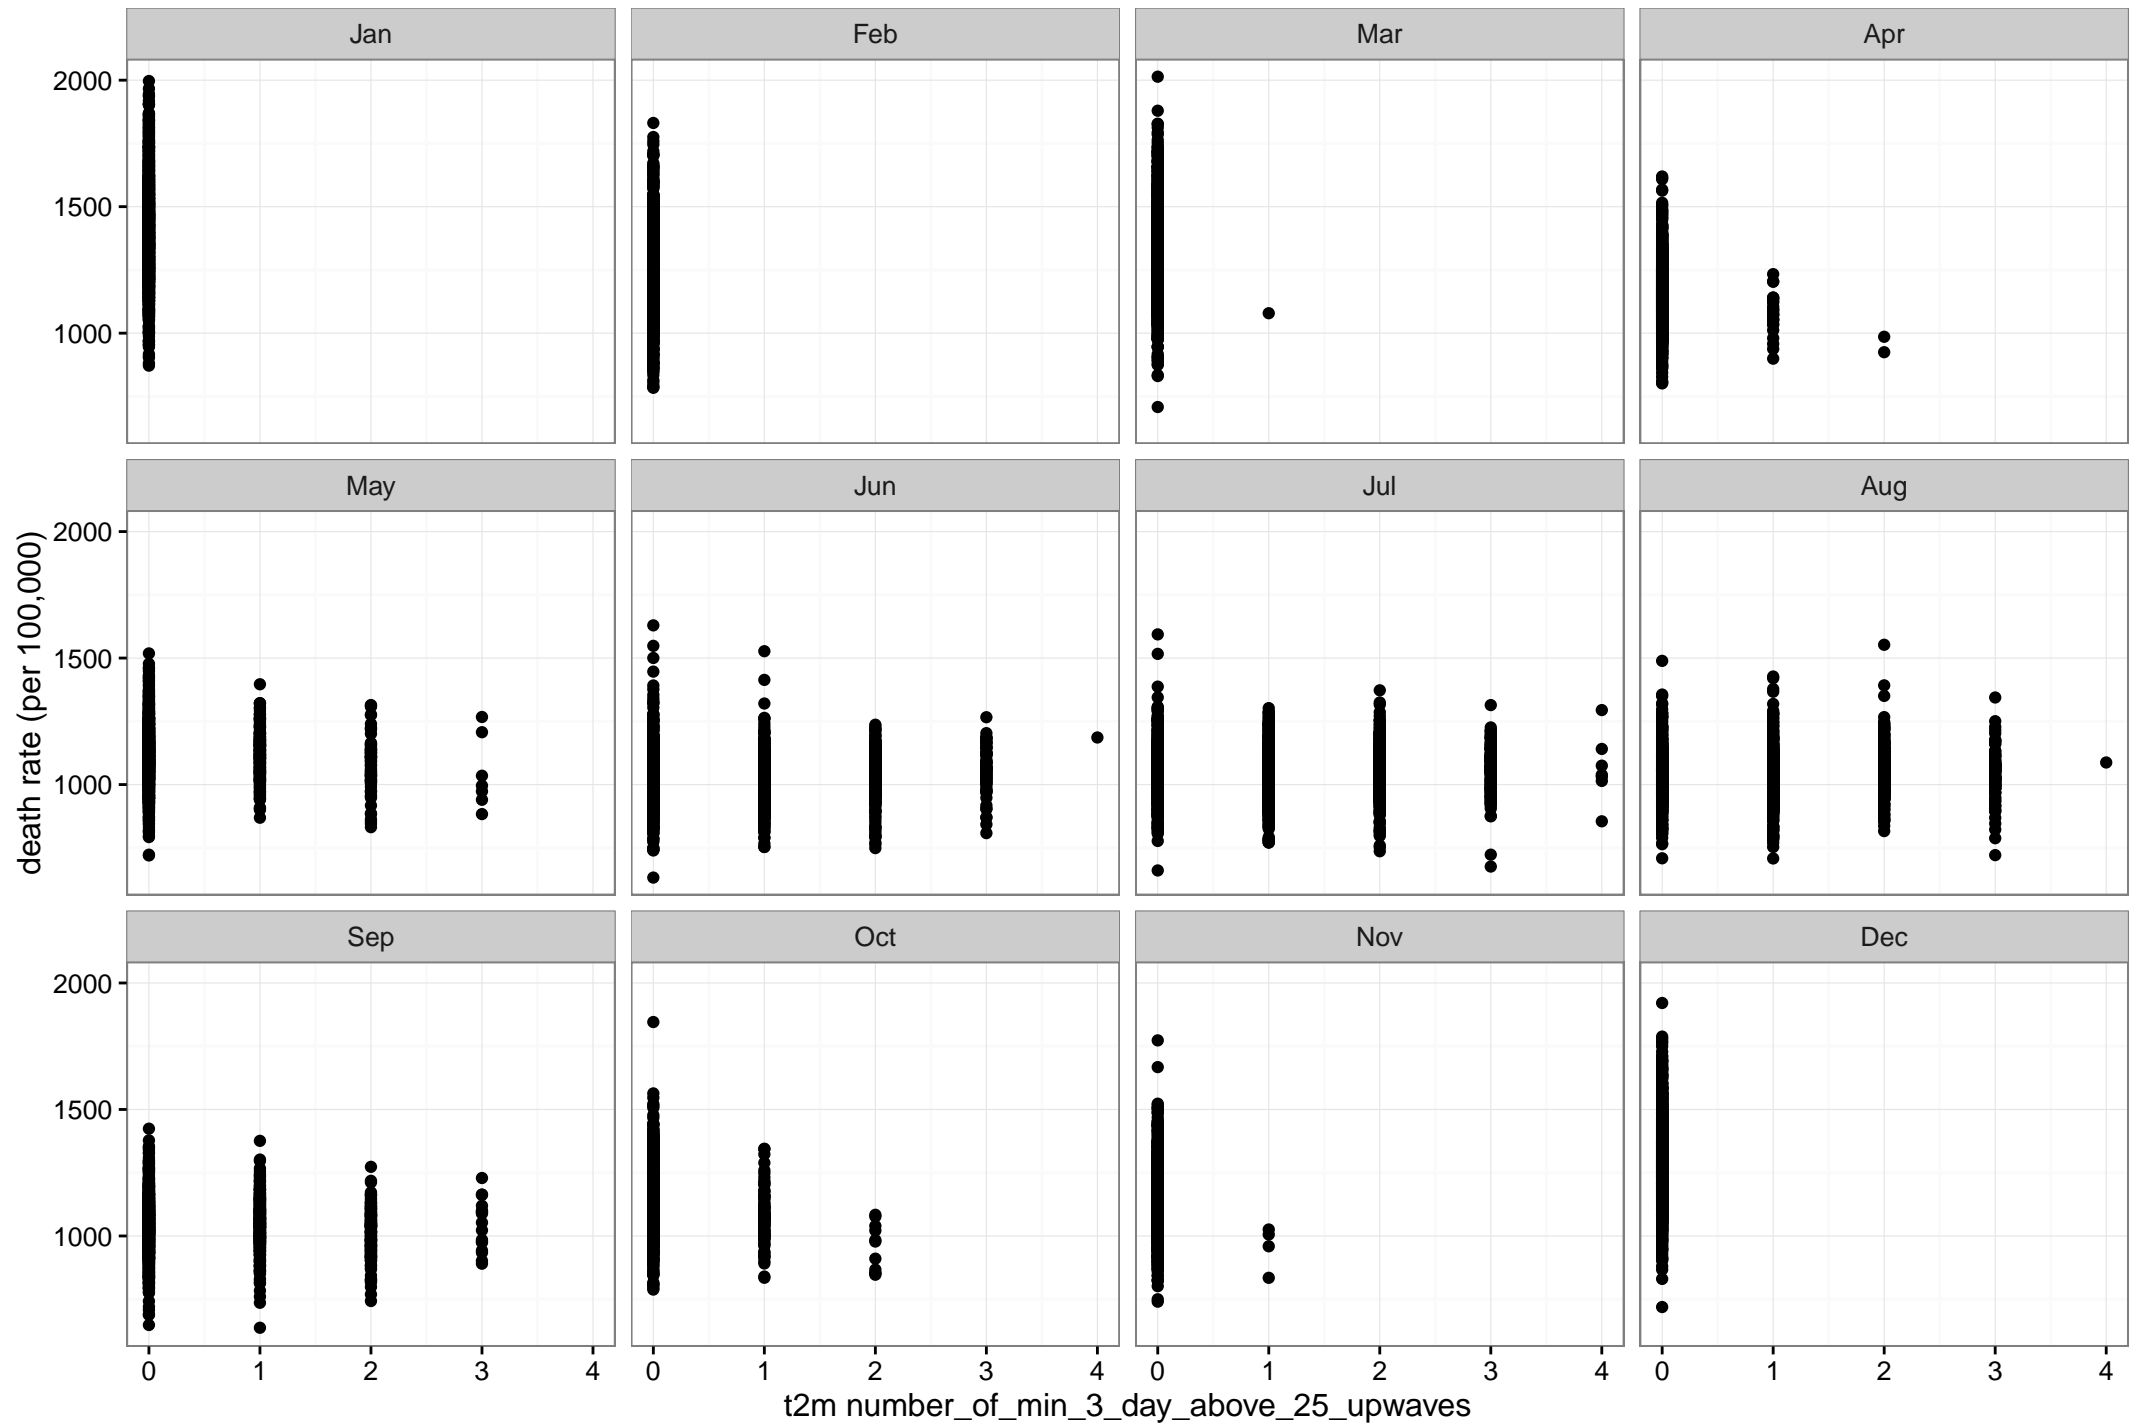 Jan Feb Mar Apr
2000
1500
1000
May Jun Jul Aug
death rate (per 100,000)
2000
1500
1000
Sep Oct Nov Dec
2000
1500
1000
0 1 2 3 4 0 1 2 3 4 0 1 2 3 4 0 1 2 3 4
t2m number_of_min_3_day_above_25_upwaves